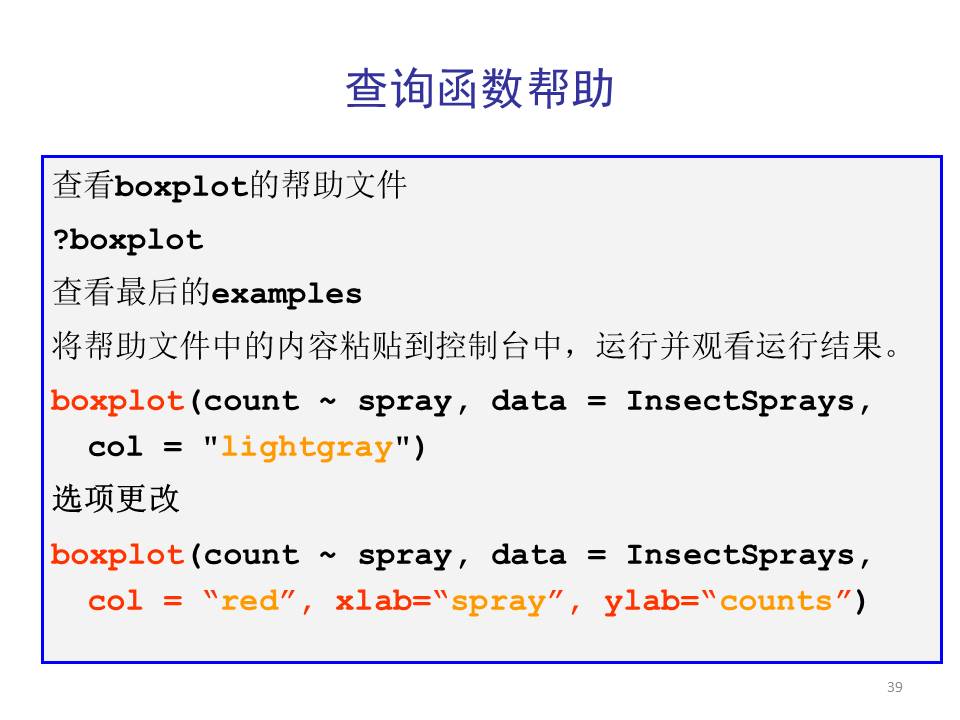 查询函数帮助
查看boxplot的帮助文件
?boxplot
查看最后的examples
将帮助文件中的内容粘贴到控制台中，运行并观看运行结果。
boxplot(count ~ spray, data = InsectSprays,
col = "lightgray")
选项更改
boxplot(count ~ spray, data = InsectSprays,
col = “red”, xlab=“spray”, ylab=“counts”)
39